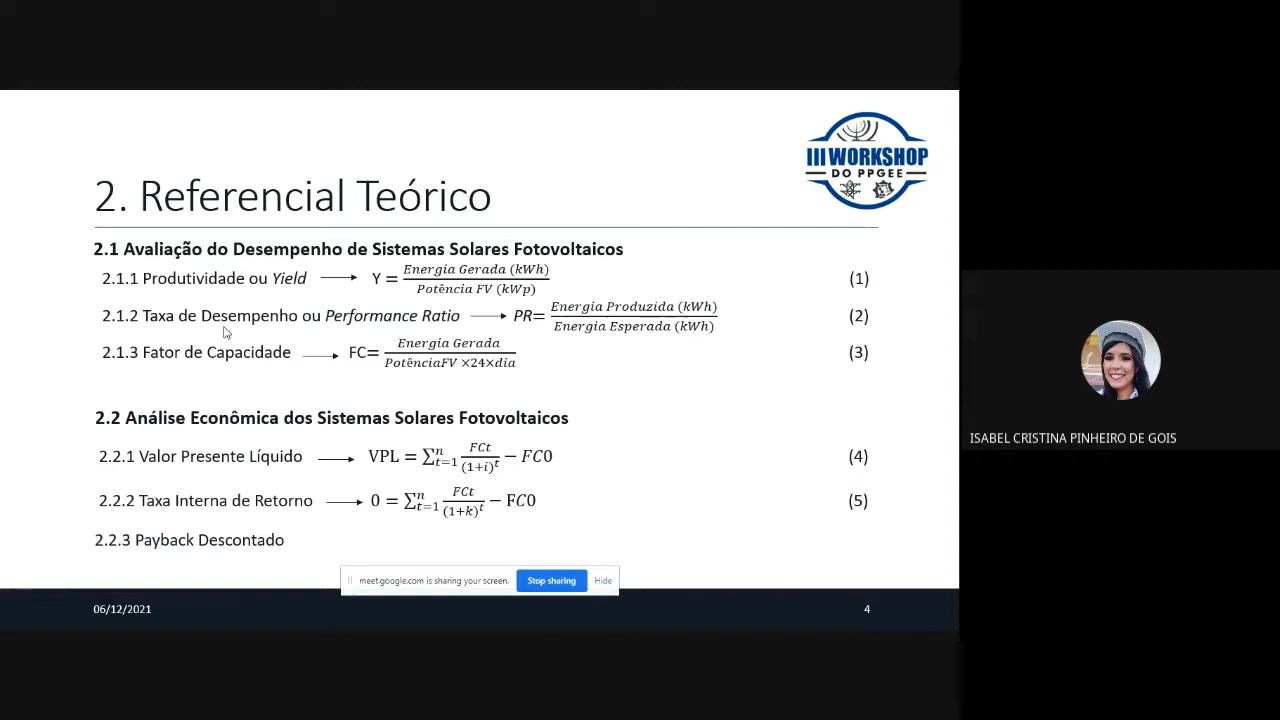 III WORKSHOP
DO PPGEE
2. Referencial Teórico
2.1 Avaliação do Desempenho de Sistemas Solares Fotovoltaicos
2.1.1 Produtividade ou Yield → Y = Energia Gerada (kWh) / Potência FV (kWp) (1)
2.1.2 Taxa de Desempenho ou Performance Ratio → PR= Energia Produzida (kWh) / Energia Esperada (kWh) (2)
2.1.3 Fator de Capacidade → FC= Energia Gerada / PotênciaFV ×24×dia (3)
2.2 Análise Econômica dos Sistemas Solares Fotovoltaicos
2.2.1 Valor Presente Líquido → VPL = ∑ⁿₜ₌₁ FCt / (1+i)ᵗ − FC0 (4)
2.2.2 Taxa Interna de Retorno → 0 = ∑ⁿₜ₌₁ FCt / (1+k)ᵗ − FC0 (5)
2.2.3 Payback Descontado
meet.google.com is sharing your screen. Stop sharing Hide
06/12/2021 4
ISABEL CRISTINA PINHEIRO DE GOIS